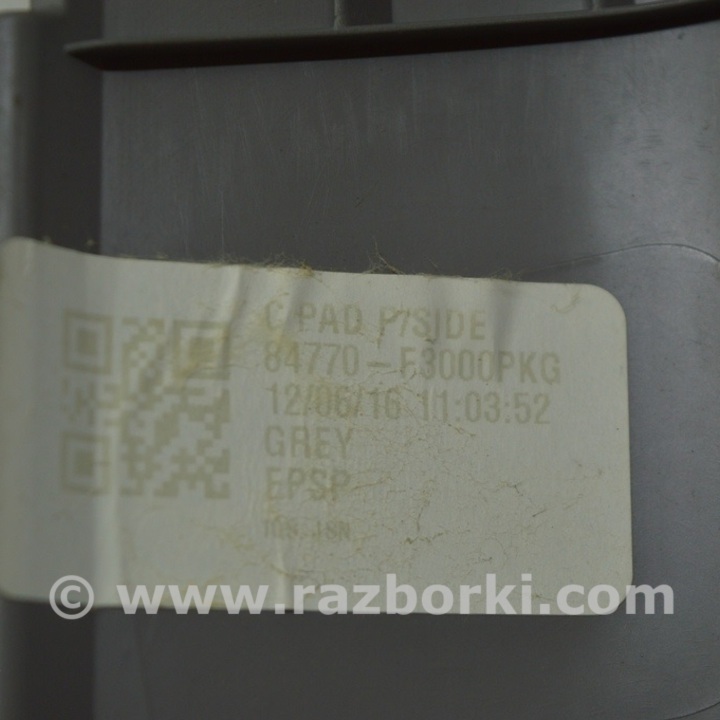 C PAD P/SIDE
84770-F3000PKG
12/06/16 11:03:52
GREY
EPSP
© www.razborki.com